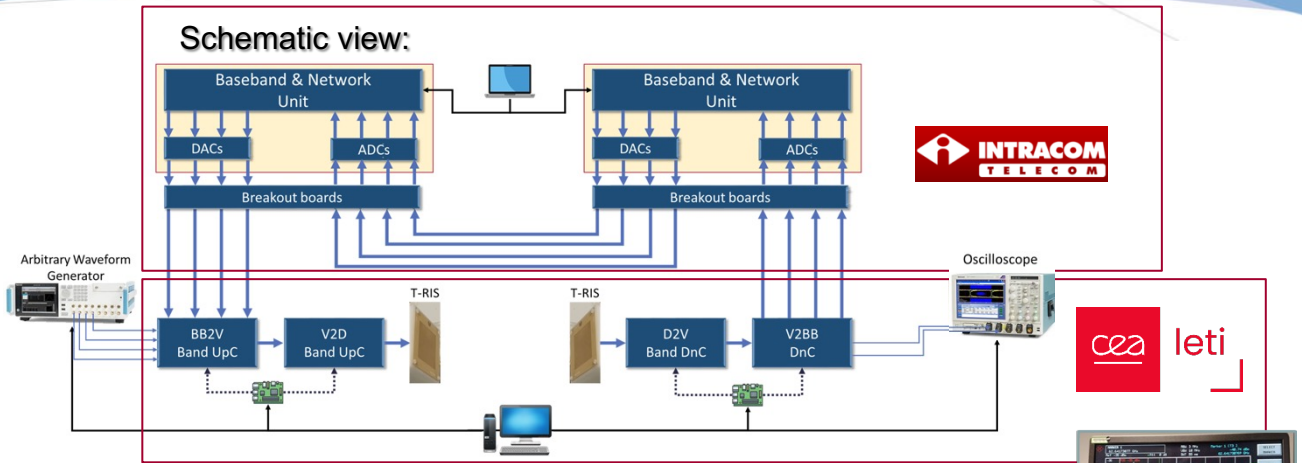 Schematic view:
Baseband & Network
Unit
Baseband & Network
Unit
DACs
ADCs
DACs
ADCs
INTRACOM
TELECOM
Breakout boards
Breakout boards
Arbitrary Waveform
Generator
Oscilloscope
T-RIS
T-RIS
BB2V
Band UpC
V2D
Band UpC
D2V
Band DnC
V2BB
DnC
cea
leti